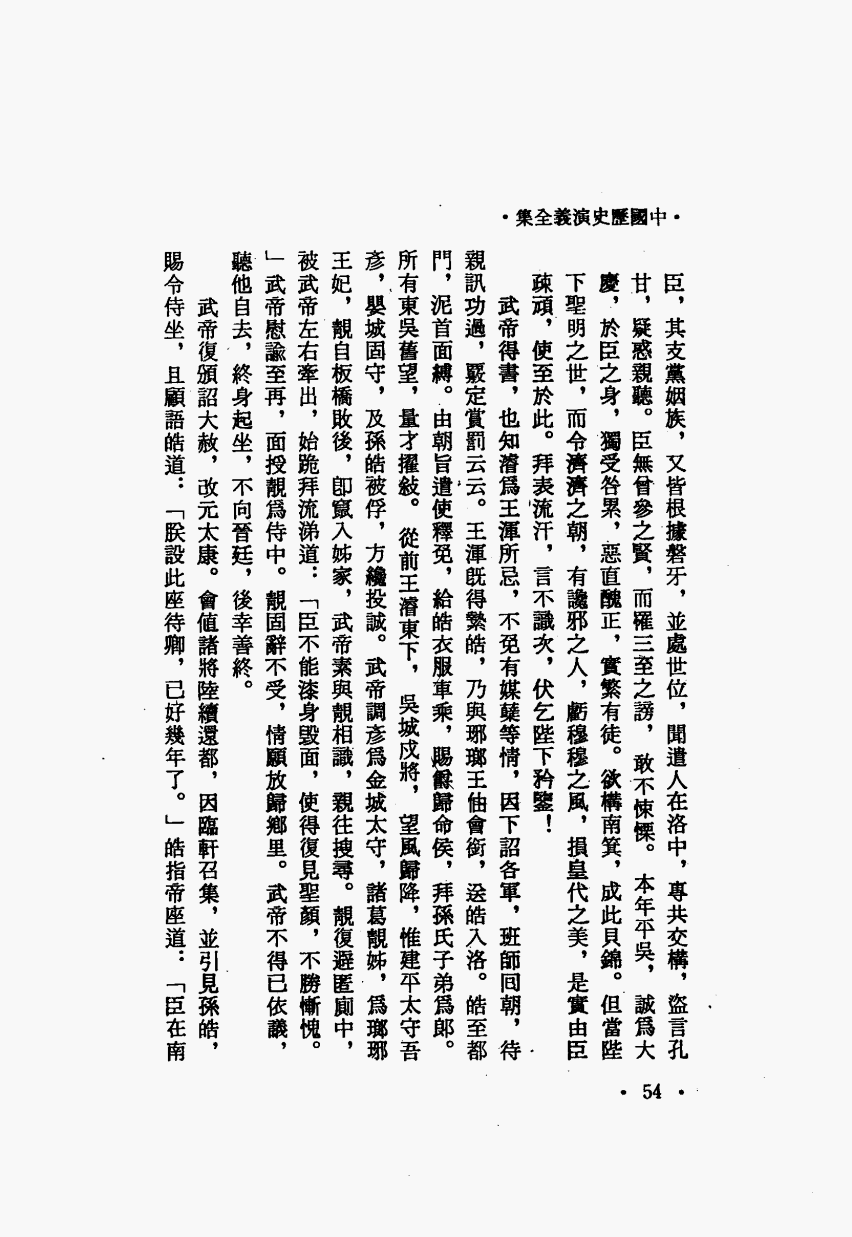 ·中國歷史演義全集·
臣，其支黨姻族，又皆根據磐牙，並處世位，聞遣人在洛中，專共交構，盜言孔
甘，疑惑親聽。臣無曾參之賢，而罹三至之謗，敢不悚慄。本年平吳，誠爲大
慶，於臣之身，獨受咎累，惡直醜正，實繁有徒。欲構南箕，成此貝錦。但當陛
下聖明之世，而令濟濟之朝，有讒邪之人，虧穆穆之風，損皇代之美，是實由臣
疎頑，使至於此。拜表流汗，言不識次，伏乞陛下矜鑒！
武帝得書，也知濬爲王渾所忌，不免有媒蘖等情，因下詔各軍，班師囘朝，待
親訊功過，覈定賞罰云云。王渾旣得縶皓，乃與琊瑯王伷會銜，送皓入洛。皓至都
門，泥首面縛。由朝旨遣使釋免，給皓衣服車乘，賜爵歸命侯，拜孫氏子弟爲郎。
所有東吳舊望，量才擢敍。從前王濬東下，吳城戍將，望風歸降，惟建平太守吾
彥，嬰城固守，及孫皓被俘，方纔投誠。武帝調彥爲金城太守，諸葛靚姊，爲瑯琊
王妃，靚自板橋敗後，卽竄入姊家，武帝素與靚相識，親往搜尋。靚復避匿廁中，
被武帝左右牽出，始跪拜流涕道：「臣不能漆身毀面，使得復見聖顏，不勝慚愧。
」武帝慰諭至再，面授靚爲侍中。靚固辭不受，情願放歸鄉里。武帝不得已依議，
聽他自去，終身起坐，不向晉廷，後幸善終。
武帝復頒詔大赦，改元太康。會值諸將陸續還都，因臨軒召集，並引見孫皓，
賜令侍坐，且顧語皓道：「朕設此座待卿，已好幾年了。」皓指帝座道：「臣在南
· 54 ·